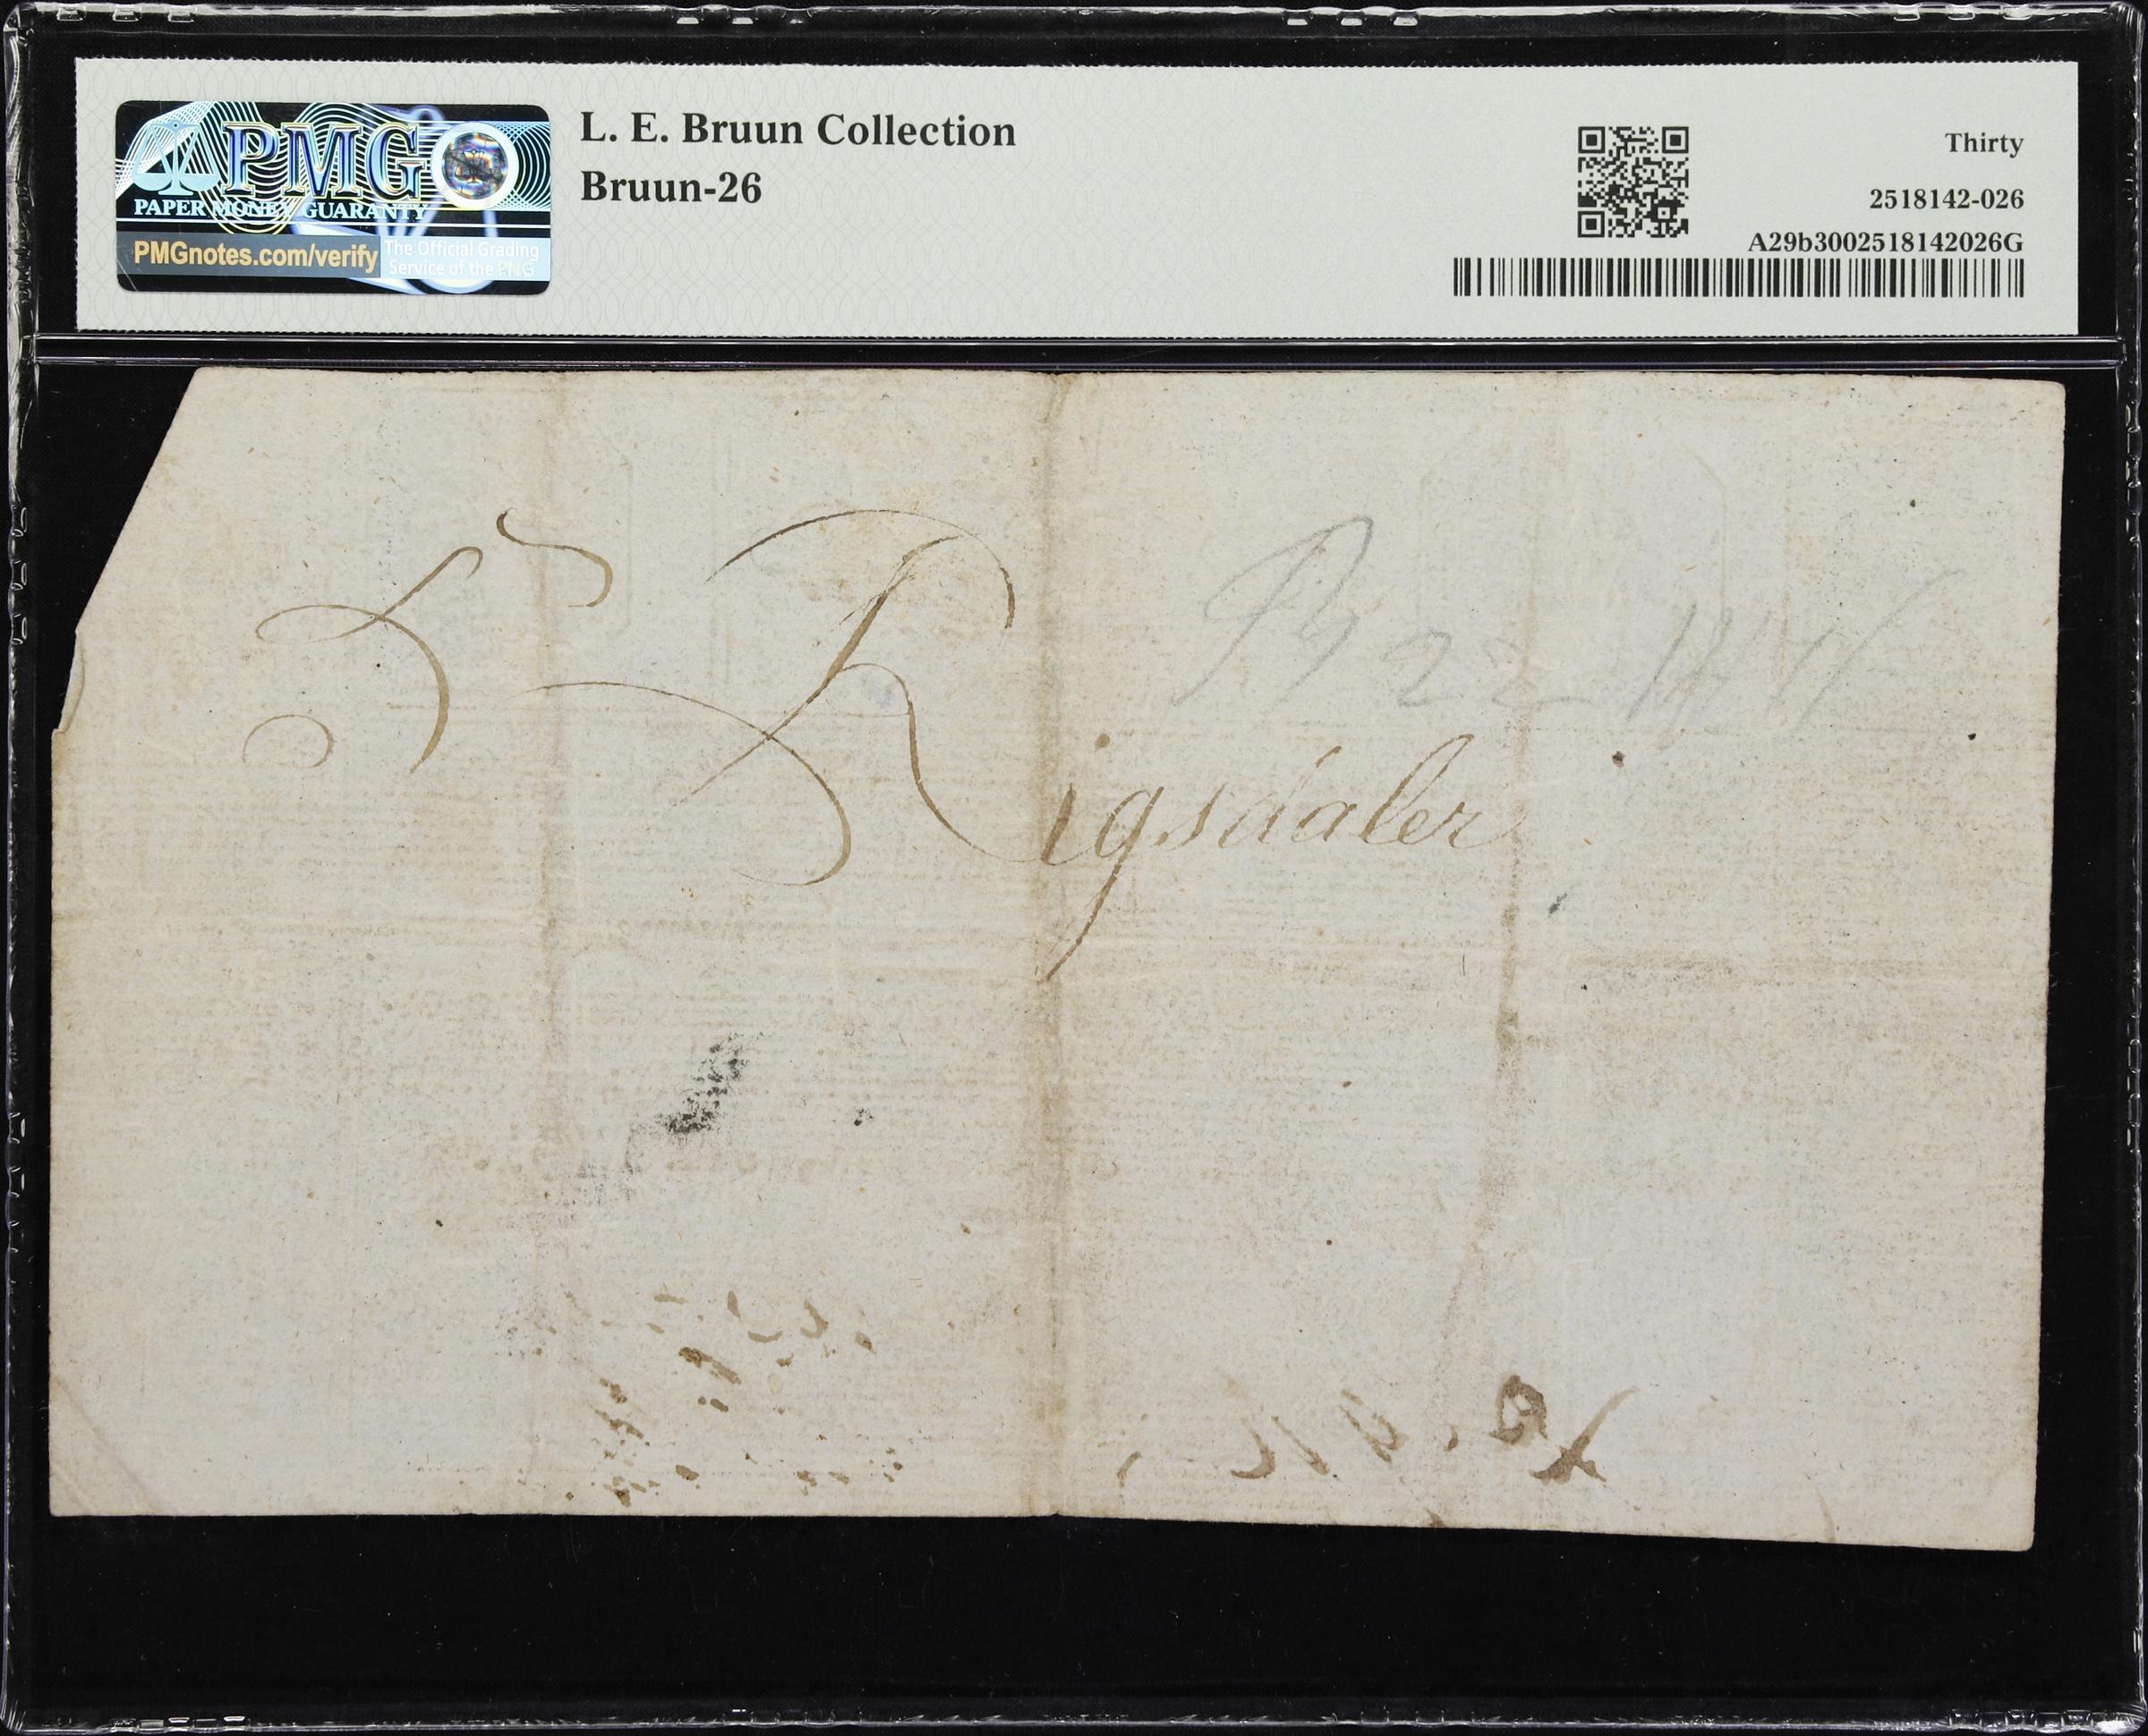 PMG
PAPER MONEY GUARANTY
PMGnotes.com/verify
The Official Grading
Service of the PNG
L. E. Bruun Collection
Bruun-26
Thirty
2518142-026
A29b3002518142026G
5 Rigsdaler
22